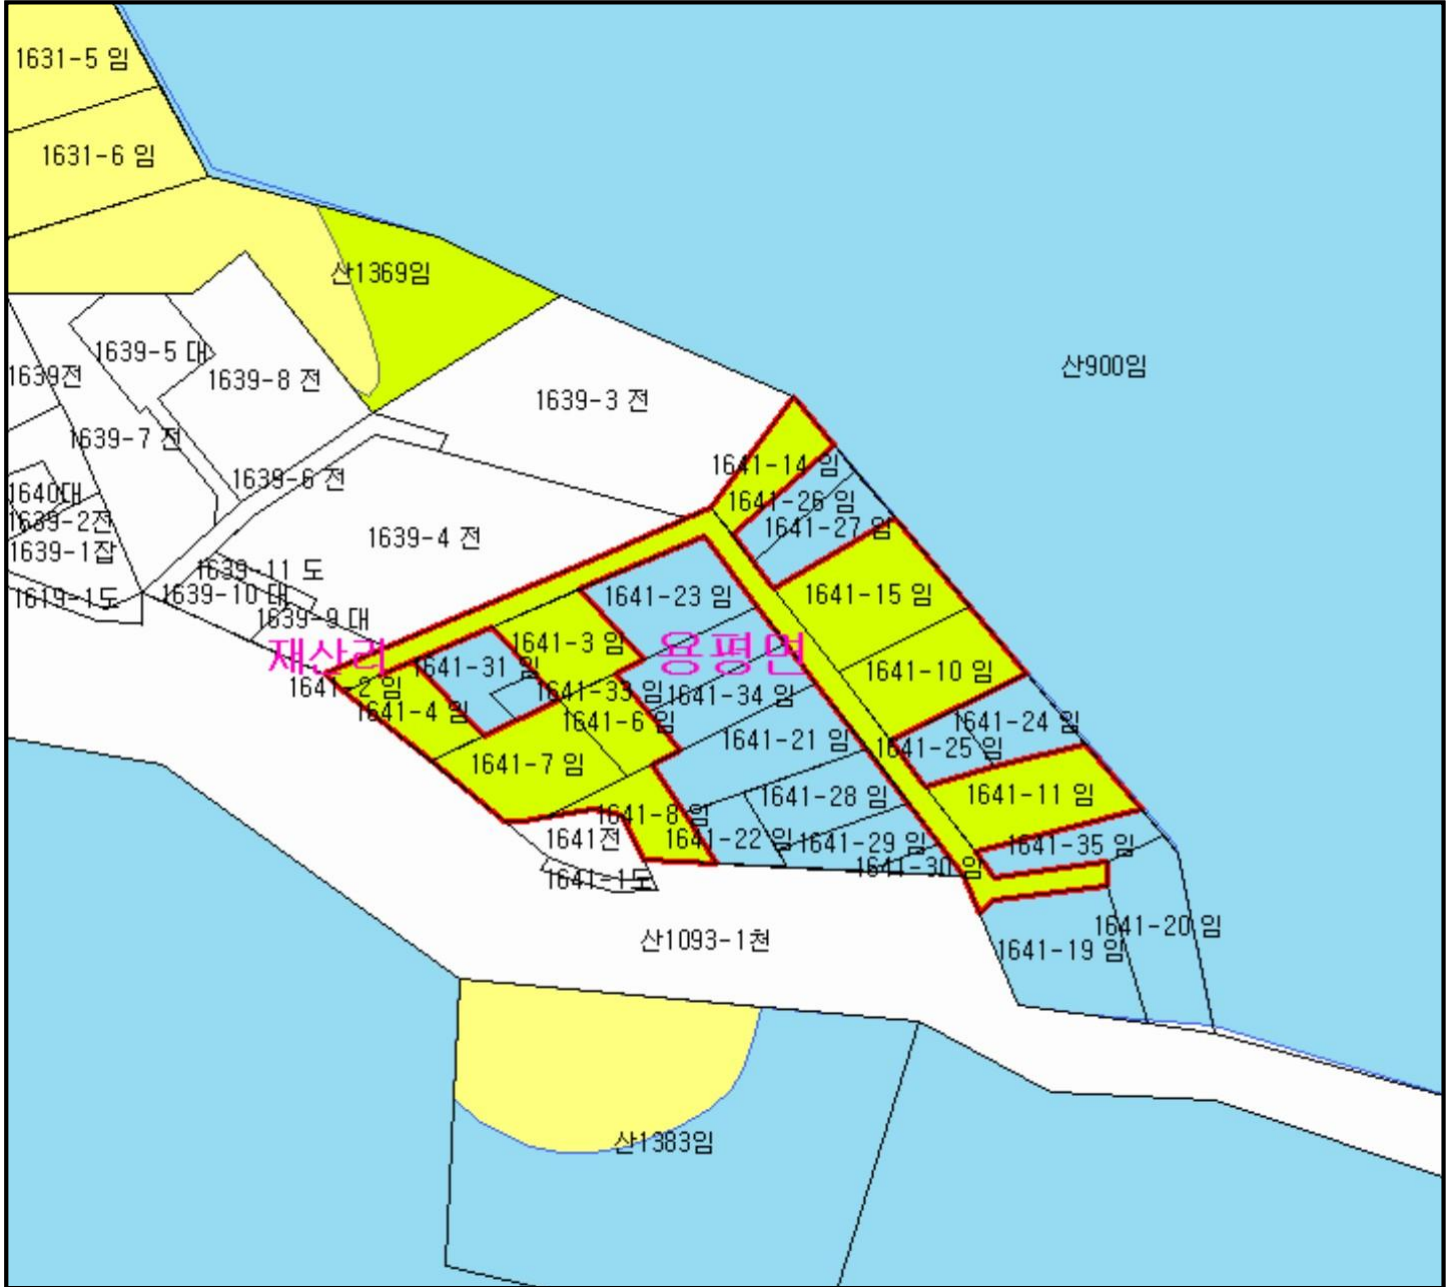 1631-5 임
1631-6 임
산1369임
산900임
1639-5 대
1639-8 전
1639전
1639-3 전
1639-7 전
1641-14 임
1639-6 전
1640대
1641-26 임
1639-2전
1641-27 임
1639-4 전
1639-1잡
1639-11 도
1639-10 대
1619-1도
1641-23 임
1641-15 임
1639-9 대
1641-3 임
재산리
용평면
1641-31 임
1641-10 임
1641-2 임
1641-33 임
1641-34 임
1641-4 임
1641-6 임
1641-24 임
1641-21 임
1641-25 임
1641-7 임
1641-28 임
1641-11 임
1641-8 임
1641전
1641-22 임
1641-29 임
1641-35 임
1641-30 임
1641-1도
산1093-1천
1641-20 임
1641-19 임
산1383임